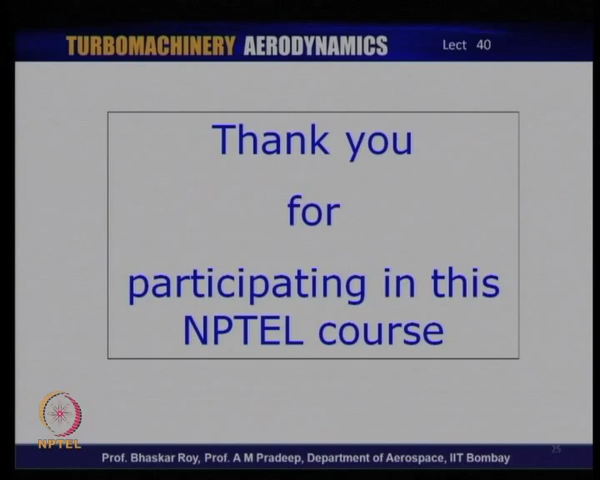 TURBOMACHINERY AERODYNAMICS Lect 40
Thank you
for
participating in this
NPTEL course
NPTEL
25
Prof. Bhaskar Roy, Prof. A M Pradeep, Department of Aerospace, IIT Bombay